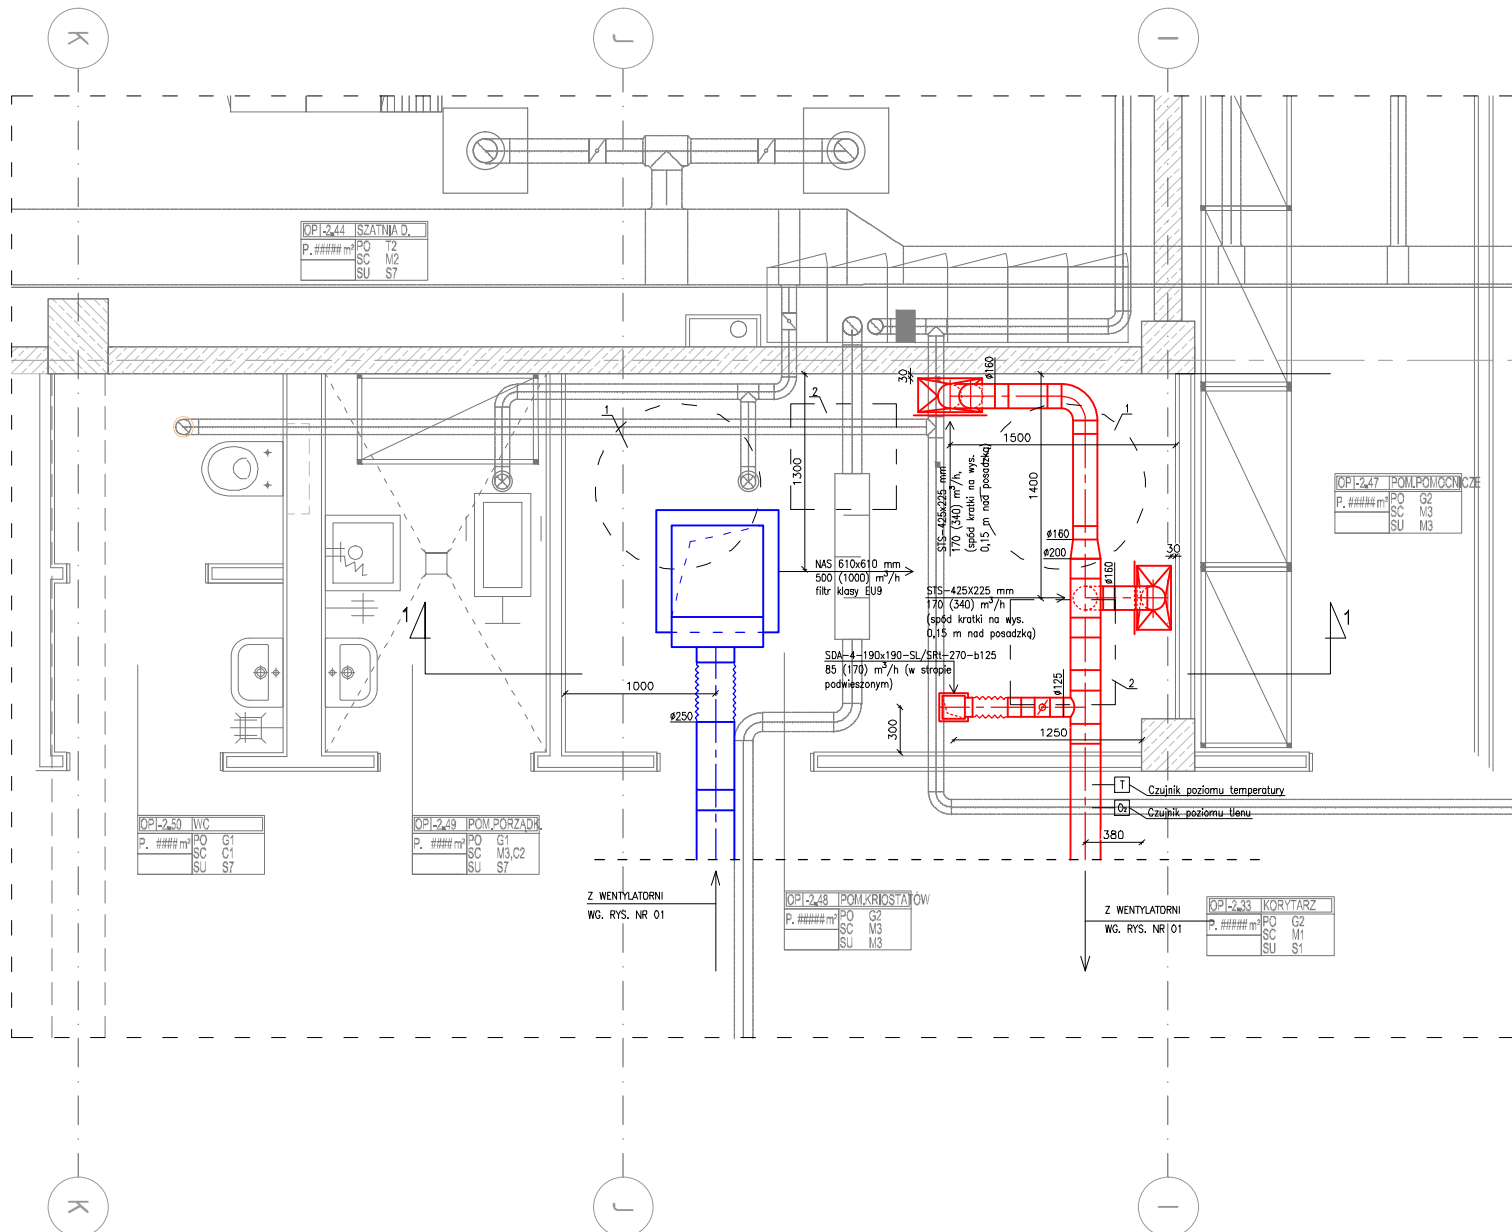 K
J
I
OP|-2.44 SZATNIA D.
P. ##### m²
PO T2
SC M2
SU S7
30
ø160
1
2
1
1500
1300
1400
STS-425x225 mm
170 (340) m³/h,
(spód kratki na wys.
0,15 m nad posadzką)
OP|-2.47 POM.POMOCNICZE
P. ##### m²
PO G2
SC M3
SU M3
ø160
ø200
30
ø160
NAS 610x610 mm
500 (1000) m³/h
filtr klasy EU9
STS-425X225 mm
170 (340) m³/h
(spód kratki na wys.
0,15 m nad posadzką)
1
1
SDA-4-190x190-SL/SRt-270-b125
85 (170) m³/h (w stropie
podwieszonym)
ø125
2
1000
ø250
300
1250
T
Czujnik poziomu temperatury
O₂
Czujnik poziomu tlenu
380
OP|-2.50 WC
P. #### m²
PO G1
SC C1
SU S7
OP|-2.49 POM.PORZĄDK.
P. #### m²
PO G1
SC M3,C2
SU S7
Z WENTYLATORNI
WG. RYS. NR 01
OP|-2.48 POM.KRIOSTATÓW
P. ##### m²
PO G2
SC M3
SU M3
Z WENTYLATORNI
WG. RYS. NR 01
OP|-2.33 KORYTARZ
P. ##### m²
PO G2
SC M1
SU S1
K
J
I